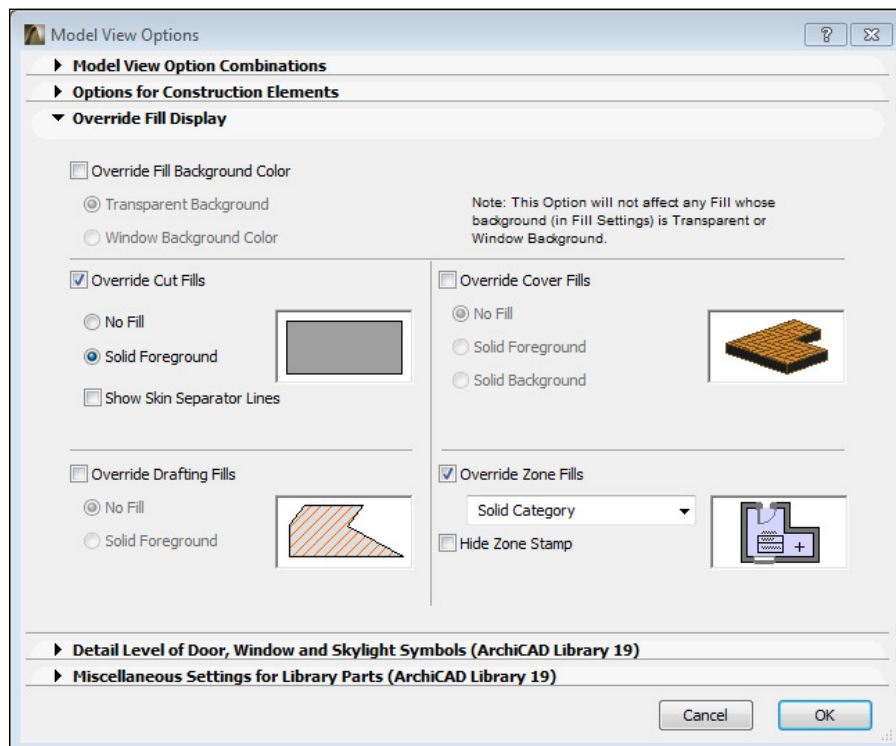 Model View Options
Model View Option Combinations
Options for Construction Elements
Override Fill Display
Override Fill Background Color
Transparent Background
Window Background Color
Note: This Option will not affect any Fill whose
background (in Fill Settings) is Transparent or
Window Background.
Override Cut Fills
No Fill
Solid Foreground
Show Skin Separator Lines
Override Cover Fills
No Fill
Solid Foreground
Solid Background
Override Drafting Fills
No Fill
Solid Foreground
Override Zone Fills
Solid Category
Hide Zone Stamp
Detail Level of Door, Window and Skylight Symbols (ArchiCAD Library 19)
Miscellaneous Settings for Library Parts (ArchiCAD Library 19)
Cancel
OK